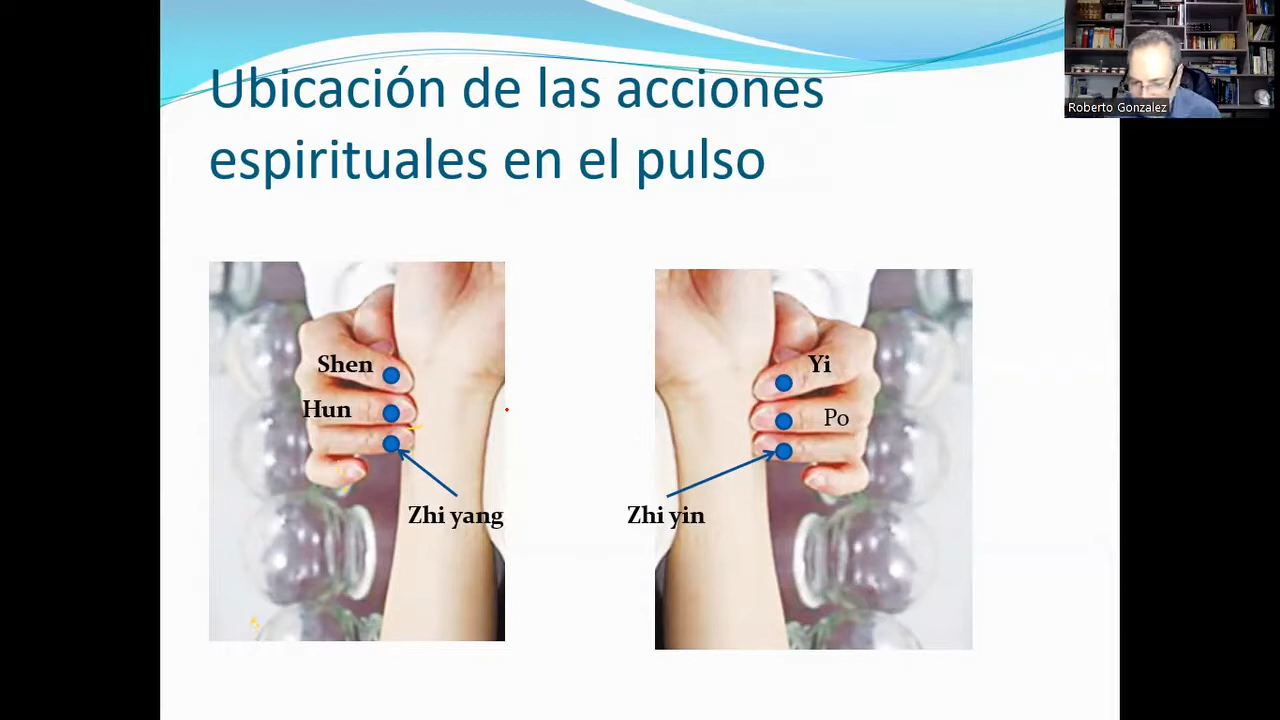 Ubicación de las acciones
espirituales en el pulso
Roberto Gonzalez
Shen
Hun
Zhi yang
Yi
Po
Zhi yin